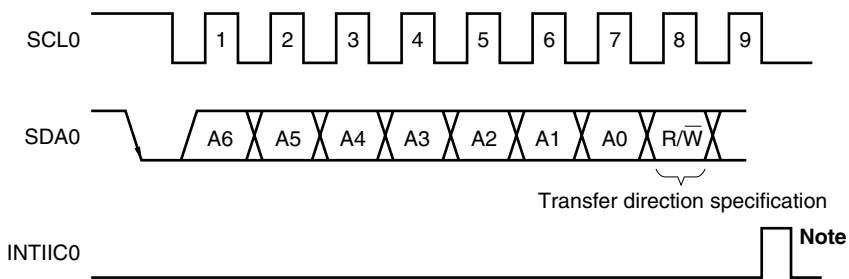 SCL0 1 2 3 4 5 6 7 8 9
SDA0 A6 A5 A4 A3 A2 A1 A0 R/W̅
Transfer direction specification
INTIIC0 Note